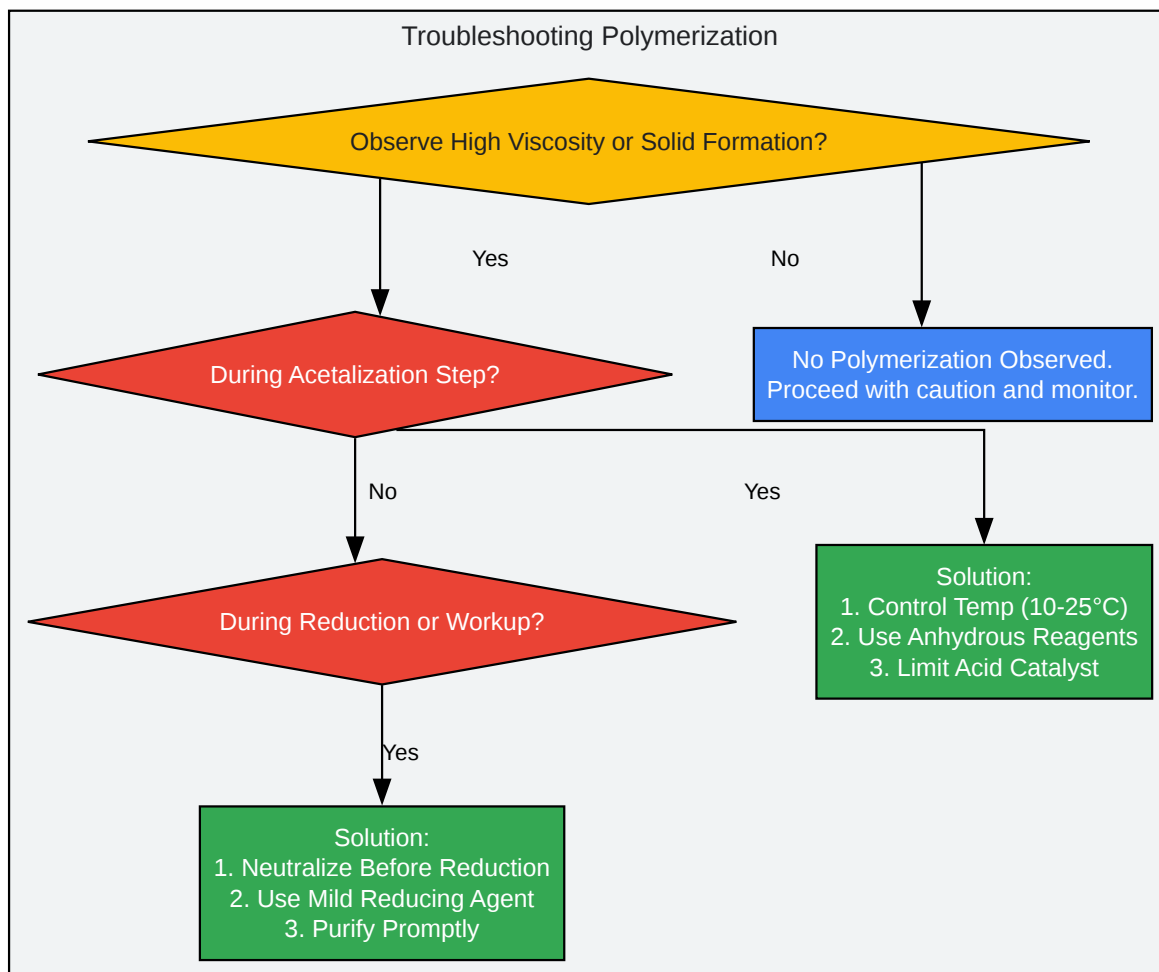 Troubleshooting Polymerization
Observe High Viscosity or Solid Formation?
Yes
No
During Acetalization Step?
No Polymerization Observed.
Proceed with caution and monitor.
No
Yes
During Reduction or Workup?
Solution:
1. Control Temp (10-25°C)
2. Use Anhydrous Reagents
3. Limit Acid Catalyst
Yes
Solution:
1. Neutralize Before Reduction
2. Use Mild Reducing Agent
3. Purify Promptly